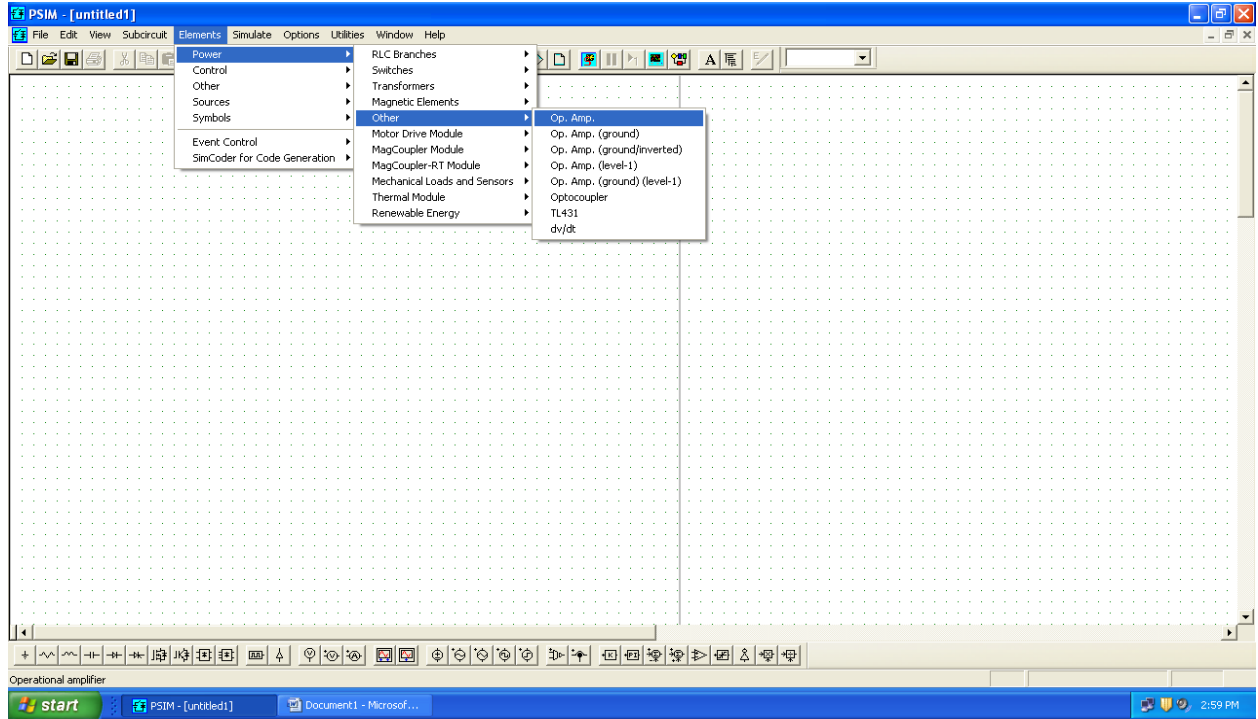 PSIM - [untitled1]
File Edit View Subcircuit Elements Simulate Options Utilities Window Help
Power
Control
Other
Sources
Symbols
Event Control
SimCoder for Code Generation
RLC Branches
Switches
Transformers
Magnetic Elements
Other
Motor Drive Module
MagCoupler Module
MagCoupler-RT Module
Mechanical Loads and Sensors
Thermal Module
Renewable Energy
Op. Amp.
Op. Amp. (ground)
Op. Amp. (ground/inverted)
Op. Amp. (level-1)
Op. Amp. (ground) (level-1)
Optocoupler
TL431
dv/dt
Operational amplifier
start PSIM - [untitled1] Document1 - Microsof... 2:59 PM